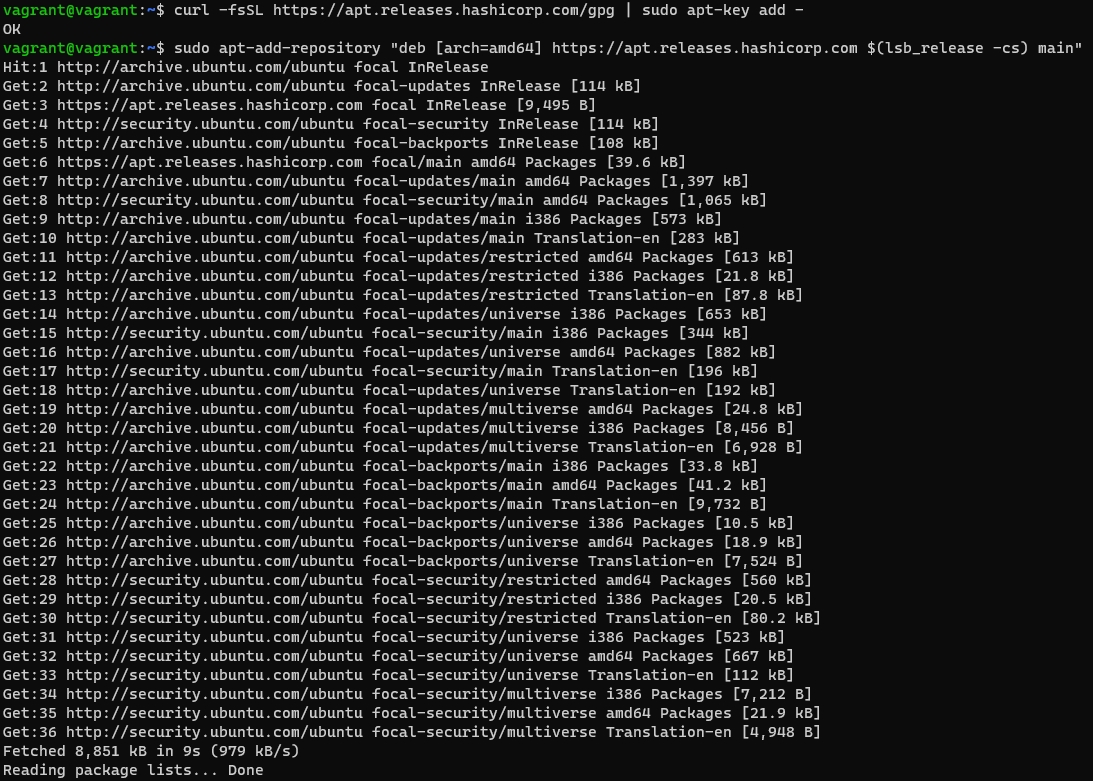 vagrant@vagrant:~$ curl -fsSL https://apt.releases.hashicorp.com/gpg | sudo apt-key add -
OK
vagrant@vagrant:~$ sudo apt-add-repository "deb [arch=amd64] https://apt.releases.hashicorp.com $(lsb_release -cs) main"
Hit:1 http://archive.ubuntu.com/ubuntu focal InRelease
Get:2 http://archive.ubuntu.com/ubuntu focal-updates InRelease [114 kB]
Get:3 https://apt.releases.hashicorp.com focal InRelease [9,495 B]
Get:4 http://security.ubuntu.com/ubuntu focal-security InRelease [114 kB]
Get:5 http://archive.ubuntu.com/ubuntu focal-backports InRelease [108 kB]
Get:6 https://apt.releases.hashicorp.com focal/main amd64 Packages [39.6 kB]
Get:7 http://archive.ubuntu.com/ubuntu focal-updates/main amd64 Packages [1,397 kB]
Get:8 http://security.ubuntu.com/ubuntu focal-security/main amd64 Packages [1,065 kB]
Get:9 http://archive.ubuntu.com/ubuntu focal-updates/main i386 Packages [573 kB]
Get:10 http://archive.ubuntu.com/ubuntu focal-updates/main Translation-en [283 kB]
Get:11 http://archive.ubuntu.com/ubuntu focal-updates/restricted amd64 Packages [613 kB]
Get:12 http://archive.ubuntu.com/ubuntu focal-updates/restricted i386 Packages [21.8 kB]
Get:13 http://archive.ubuntu.com/ubuntu focal-updates/restricted Translation-en [87.8 kB]
Get:14 http://archive.ubuntu.com/ubuntu focal-updates/universe i386 Packages [653 kB]
Get:15 http://security.ubuntu.com/ubuntu focal-security/main i386 Packages [344 kB]
Get:16 http://archive.ubuntu.com/ubuntu focal-updates/universe amd64 Packages [882 kB]
Get:17 http://security.ubuntu.com/ubuntu focal-security/main Translation-en [196 kB]
Get:18 http://archive.ubuntu.com/ubuntu focal-updates/universe Translation-en [192 kB]
Get:19 http://archive.ubuntu.com/ubuntu focal-updates/multiverse amd64 Packages [24.8 kB]
Get:20 http://archive.ubuntu.com/ubuntu focal-updates/multiverse i386 Packages [8,456 B]
Get:21 http://archive.ubuntu.com/ubuntu focal-updates/multiverse Translation-en [6,928 B]
Get:22 http://archive.ubuntu.com/ubuntu focal-backports/main i386 Packages [33.8 kB]
Get:23 http://archive.ubuntu.com/ubuntu focal-backports/main amd64 Packages [41.2 kB]
Get:24 http://archive.ubuntu.com/ubuntu focal-backports/main Translation-en [9,732 B]
Get:25 http://archive.ubuntu.com/ubuntu focal-backports/universe i386 Packages [10.5 kB]
Get:26 http://archive.ubuntu.com/ubuntu focal-backports/universe amd64 Packages [18.9 kB]
Get:27 http://archive.ubuntu.com/ubuntu focal-backports/universe Translation-en [7,524 B]
Get:28 http://security.ubuntu.com/ubuntu focal-security/restricted amd64 Packages [560 kB]
Get:29 http://security.ubuntu.com/ubuntu focal-security/restricted i386 Packages [20.5 kB]
Get:30 http://security.ubuntu.com/ubuntu focal-security/restricted Translation-en [80.2 kB]
Get:31 http://security.ubuntu.com/ubuntu focal-security/universe i386 Packages [523 kB]
Get:32 http://security.ubuntu.com/ubuntu focal-security/universe amd64 Packages [667 kB]
Get:33 http://security.ubuntu.com/ubuntu focal-security/universe Translation-en [112 kB]
Get:34 http://security.ubuntu.com/ubuntu focal-security/multiverse i386 Packages [7,212 B]
Get:35 http://security.ubuntu.com/ubuntu focal-security/multiverse amd64 Packages [21.9 kB]
Get:36 http://security.ubuntu.com/ubuntu focal-security/multiverse Translation-en [4,948 B]
Fetched 8,851 kB in 9s (979 kB/s)
Reading package lists... Done